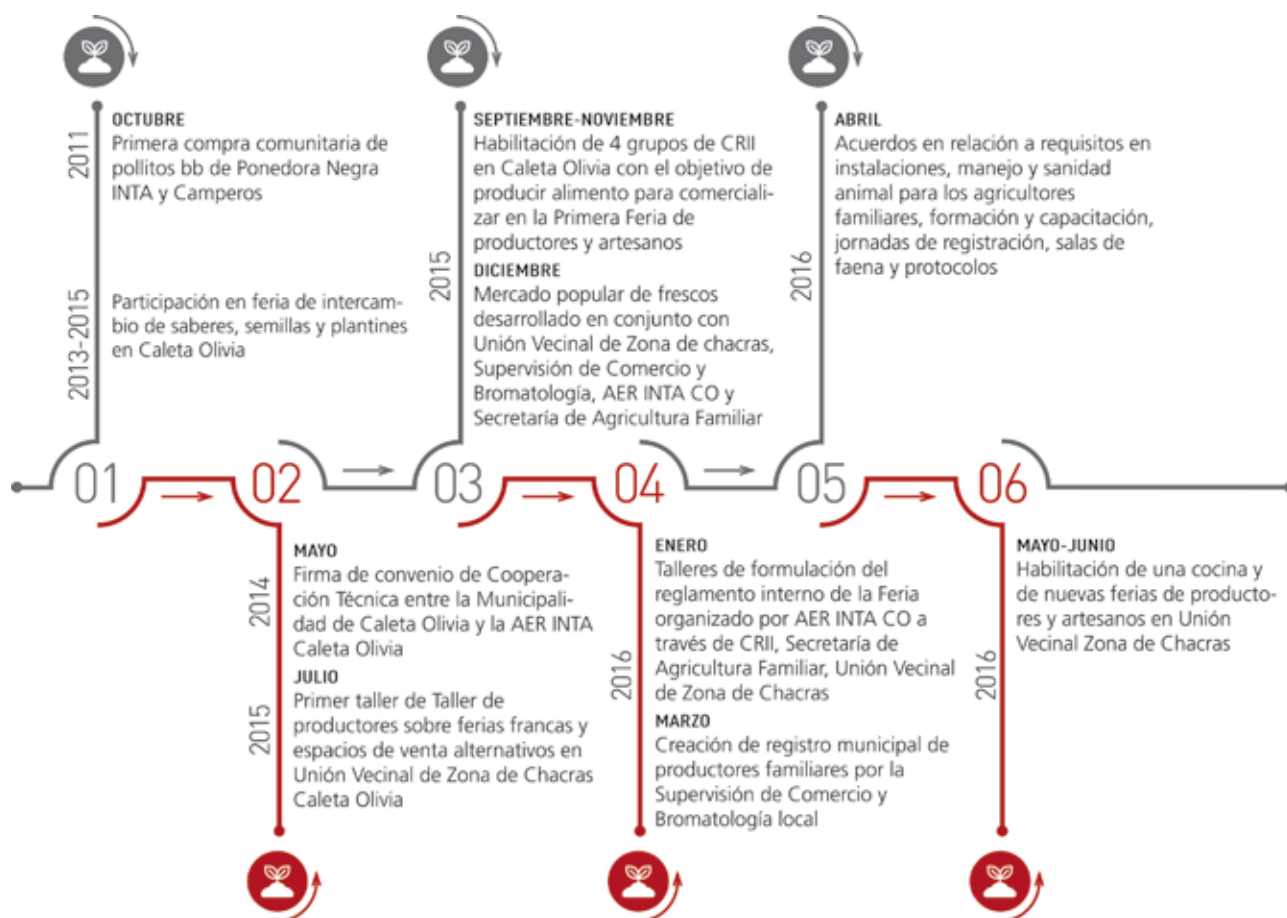 2011
OCTUBRE
Primera compra comunitaria de
pollitos bb de Ponedora Negra
INTA y Camperos
2013-2015
Participación en feria de intercam-
bio de saberes, semillas y plantines
en Caleta Olivia
2015
SEPTIEMBRE-NOVIEMBRE
Habilitación de 4 grupos de CRII
en Caleta Olivia con el objetivo de
producir alimento para comerciali-
zar en la Primera Feria de
productores y artesanos
DICIEMBRE
Mercado popular de frescos
desarrollado en conjunto con
Unión Vecinal de Zona de chacras,
Supervisión de Comercio y
Bromatología, AER INTA CO y
Secretaría de Agricultura Familiar
2016
ABRIL
Acuerdos en relación a requisitos en
instalaciones, manejo y sanidad
animal para los agricultores
familiares, formación y capacitación,
jornadas de registración, salas de
faena y protocolos
01
02
03
04
05
06
2014
MAYO
Firma de convenio de Coopera-
ción Técnica entre la Municipali-
dad de Caleta Olivia y la AER INTA
Caleta Olivia
2015
JULIO
Primer taller de Taller de
productores sobre ferias francas y
espacios de venta alternativos en
Unión Vecinal de Zona de Chacras
Caleta Olivia
2016
ENERO
Talleres de formulación del
reglamento interno de la Feria
organizado por AER INTA CO a
través de CRII, Secretaría de
Agricultura Familiar, Unión Vecinal
de Zona de Chacras
MARZO
Creación de registro municipal de
productores familiares por la
Supervisión de Comercio y
Bromatología local
2016
MAYO-JUNIO
Habilitación de una cocina y
de nuevas ferias de producto-
res y artesanos en Unión
Vecinal Zona de Chacras